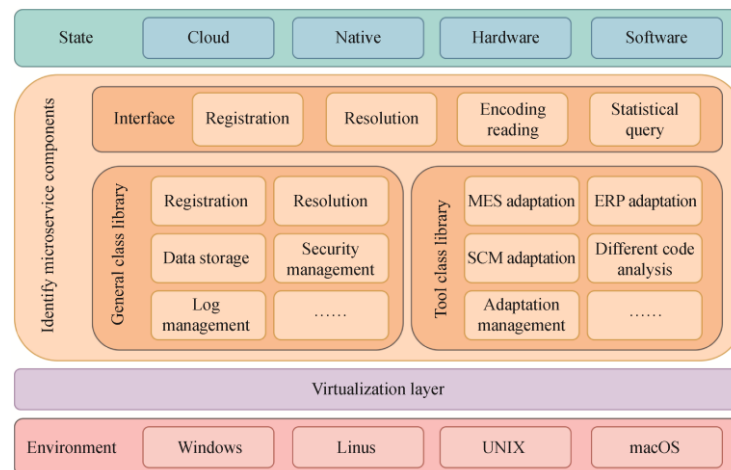 State
Cloud
Native
Hardware
Software
Identify microservice components
Interface
Registration
Resolution
Encoding
reading
Statistical
query
General class library
Registration
Resolution
Data storage
Security
management
Log
management
……
Tool class library
MES adaptation
ERP adaptation
SCM adaptation
Different code
analysis
Adaptation
management
……
Virtualization layer
Environment
Windows
Linus
UNIX
macOS